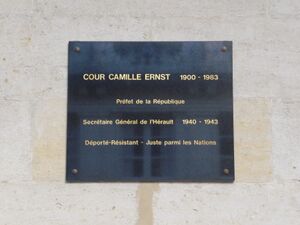 COUR CAMILLE ERNST 1900 - 1983
Préfet de la République
Secrétaire Général de l'Hérault 1940 - 1943
Déporté-Résistant - Juste parmi les Nations